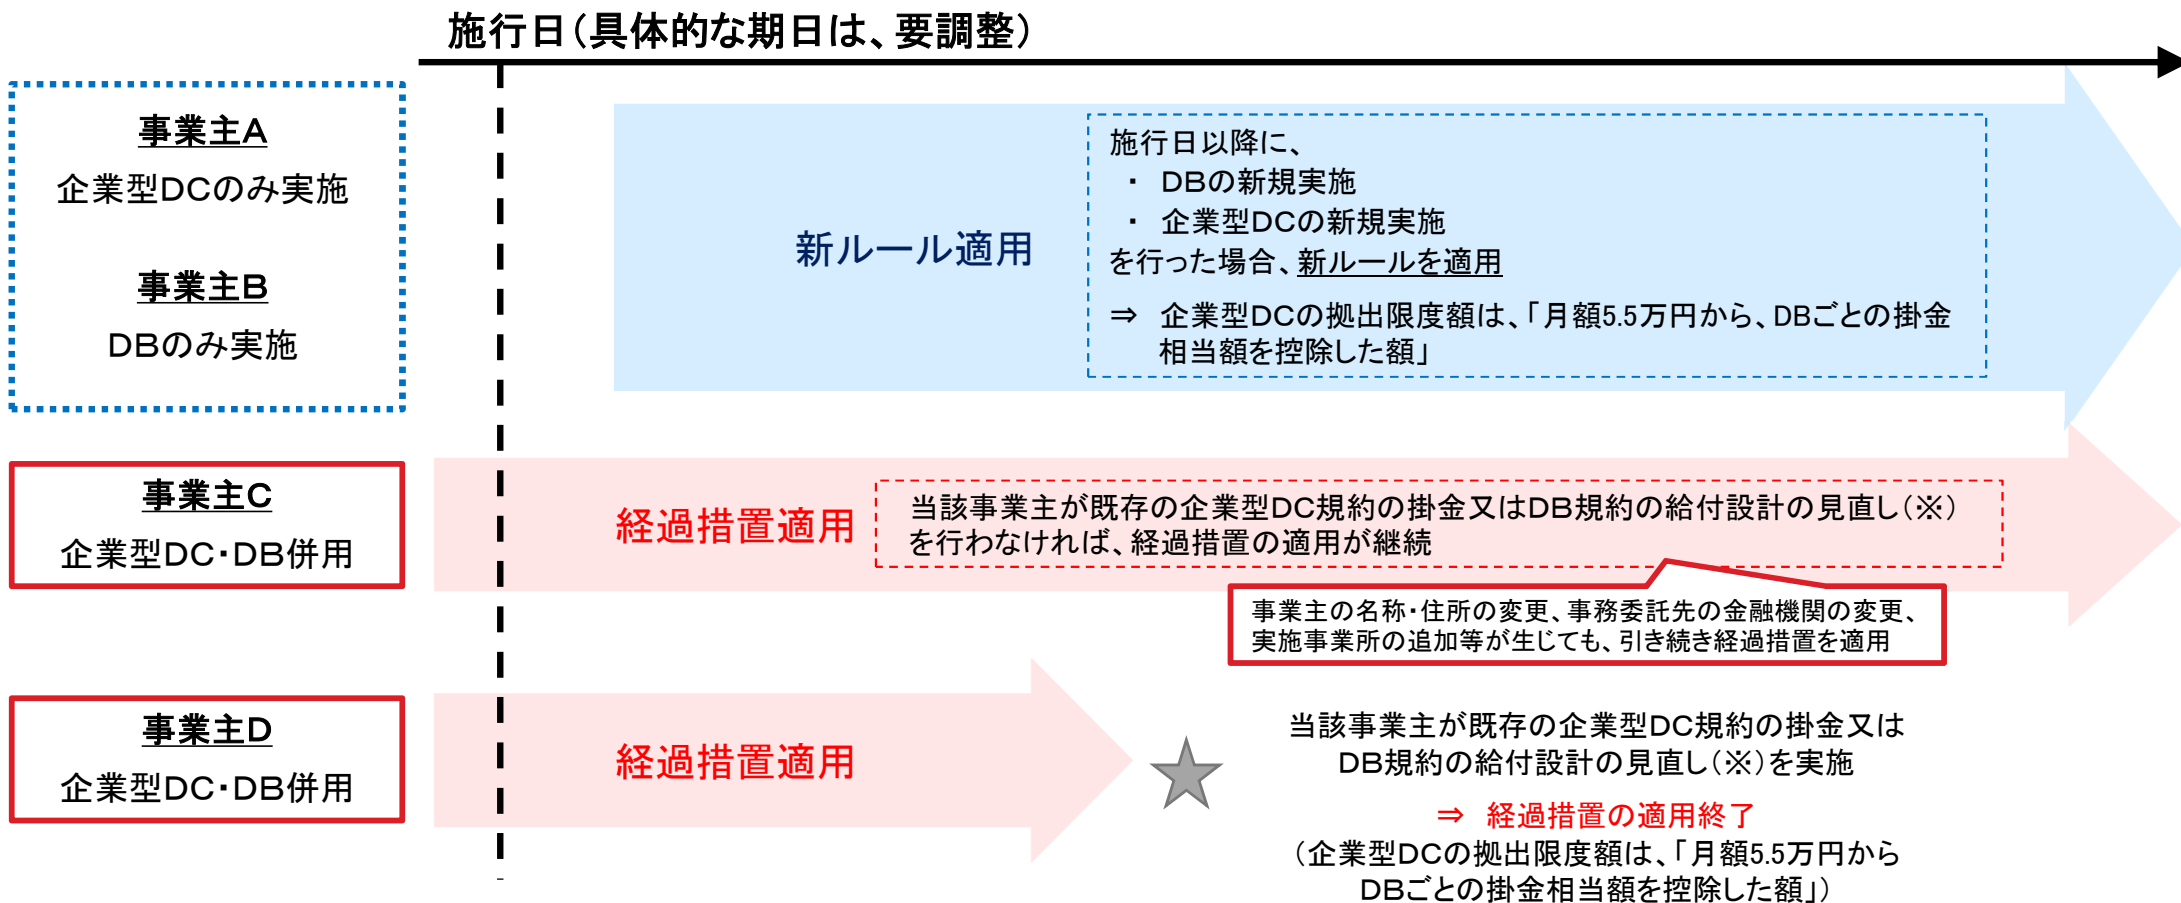 施行日（具体的な期日は、要調整）
事業主A
企業型DCのみ実施
事業主B
DBのみ実施
新ルール適用
施行日以降に、
・ DBの新規実施
・ 企業型DCの新規実施
を行った場合、新ルールを適用
⇒ 企業型DCの拠出限度額は、「月額5.5万円から、DBごとの掛金
相当額を控除した額」
事業主C
企業型DC・DB併用
経過措置適用
当該事業主が既存の企業型DC規約の掛金又はDB規約の給付設計の見直し（※）
を行わなければ、経過措置の適用が継続
事業主の名称・住所の変更、事務委託先の金融機関の変更、
実施事業所の追加等が生じても、引き続き経過措置を適用
事業主D
企業型DC・DB併用
経過措置適用
当該事業主が既存の企業型DC規約の掛金又は
DB規約の給付設計の見直し（※）を実施
⇒ 経過措置の適用終了
（企業型DCの拠出限度額は、「月額5.5万円から
DBごとの掛金相当額を控除した額」）